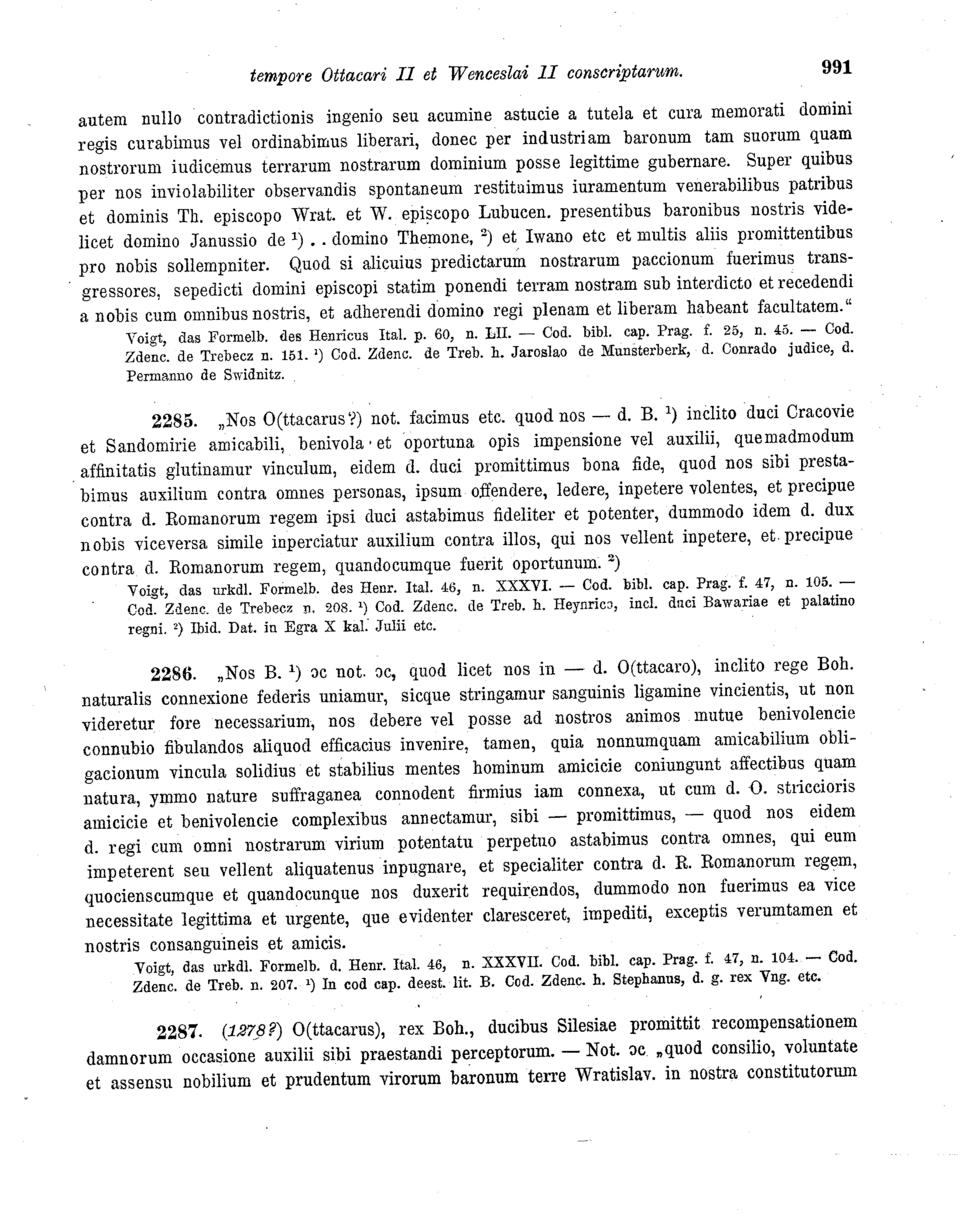 tempore Ottacari II et Wenceslai II conscriptarum.
991
autem nullo contradictionis ingenio seu acumine astucie a tutela et cura memorati domini
regis curabimus vel ordinabimus liberari, donec per industriam baronum tam suorum quam
nostrorum iudicemus terrarum nostrarum dominium posse legittime gubernare. Super quibus
per nos inviolabiliter observandis spontaneum restituimus iuramentum venerabilibus patribus
et dominis Th. episcopo Wrat. et W. episcopo Lubucen. presentibus baronibus nostris vide-
licet domino Janussio de ¹) . . domino Themone, ²) et Iwano etc et multis aliis promittentibus
pro nobis sollempniter. Quod si alicuius predictarum nostrarum paccionum fuerimus trans-
gressores, sepedicti domini episcopi statim ponendi terram nostram sub interdicto et recedendi
a nobis cum omnibus nostris, et adherendi domino regi plenam et liberam habeant facultatem.“
Voigt, das Formelb. des Henricus Ital. p. 60, n. LII. — Cod. bibl. cap. Prag. f. 25, n. 45. — Cod.
Zdenc. de Trebecz n. 151. ¹) Cod. Zdenc. de Treb. h. Jaroslao de Munsterberk, d. Conrado judice, d.
Permanno de Swidnitz.
2285. „Nos O(ttacarus?) not. facimus etc. quod nos — d. B. ¹) inclito duci Cracovie
et Sandomirie amicabili, benivola et oportuna opis impensione vel auxilii, quemadmodum
affinitatis glutinamur vinculum, eidem d. duci promittimus bona fide, quod nos sibi presta-
bimus auxilium contra omnes personas, ipsum offendere, ledere, inpetere volentes, et precipue
contra d. Romanorum regem ipsi duci astabimus fideliter et potenter, dummodo idem d. dux
nobis viceversa simile inperciatur auxilium contra illos, qui nos vellent inpetere, et precipue
contra d. Romanorum regem, quandocumque fuerit oportunum. ²)
Voigt, das urkdl. Formelb. des Henr. Ital. 46, n. XXXVI. — Cod. bibl. cap. Prag. f. 47, n. 105. —
Cod. Zdenc. de Trebecz n. 208. ¹) Cod. Zdenc. de Treb. h. Heynrico, incl. duci Bawariae et palatino
regni. ²) Ibid. Dat. in Egra X kal. Julii etc.
2286. „Nos B. ¹) ɔc not. ɔc, quod licet nos in — d. O(ttacaro), inclito rege Boh.
naturalis connexione federis uniamur, sicque stringamur sanguinis ligamine vincientis, ut non
videretur fore necessarium, nos debere vel posse ad nostros animos mutue benivolencie
connubio fibulandos aliquod efficacius invenire, tamen, quia nonnumquam amicabilium obli-
gacionum vincula solidius et stabilius mentes hominum amicicie coniungunt affectibus quam
natura, ymmo nature suffraganea connodent firmius iam connexa, ut cum d. O. striccioris
amicicie et benivolencie complexibus annectamur, sibi — promittimus, — quod nos eidem
d. regi cum omni nostrarum virium potentatu perpetuo astabimus contra omnes, qui eum
impeterent seu vellent aliquatenus inpugnare, et specialiter contra d. R. Romanorum regem,
quocienscumque et quandocunque nos duxerit requirendos, dummodo non fuerimus ea vice
necessitate legittima et urgente, que evidenter claresceret, impediti, exceptis verumtamen et
nostris consanguineis et amicis.
Voigt, das urkdl. Formelb. d. Henr. Ital. 46, n. XXXVII. Cod. bibl. cap. Prag. f. 47, n. 104. — Cod.
Zdenc. de Treb. n. 207. ¹) In cod cap. deest. lit. B. Cod. Zdenc. h. Stephanus, d. g. rex Vng. etc.
2287. (1278?) O(ttacarus), rex Boh., ducibus Silesiae promittit recompensationem
damnorum occasione auxilii sibi praestandi perceptorum. — Not. ɔc „quod consilio, voluntate
et assensu nobilium et prudentum virorum baronum terre Wratislav. in nostra constitutorum